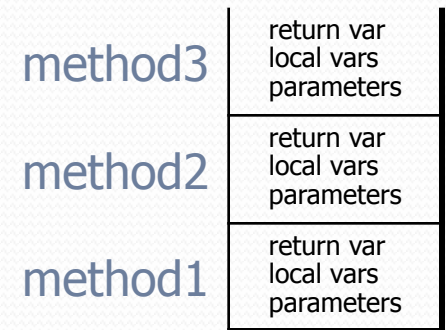 method3
return var
local vars
parameters
method2
return var
local vars
parameters
method1
return var
local vars
parameters